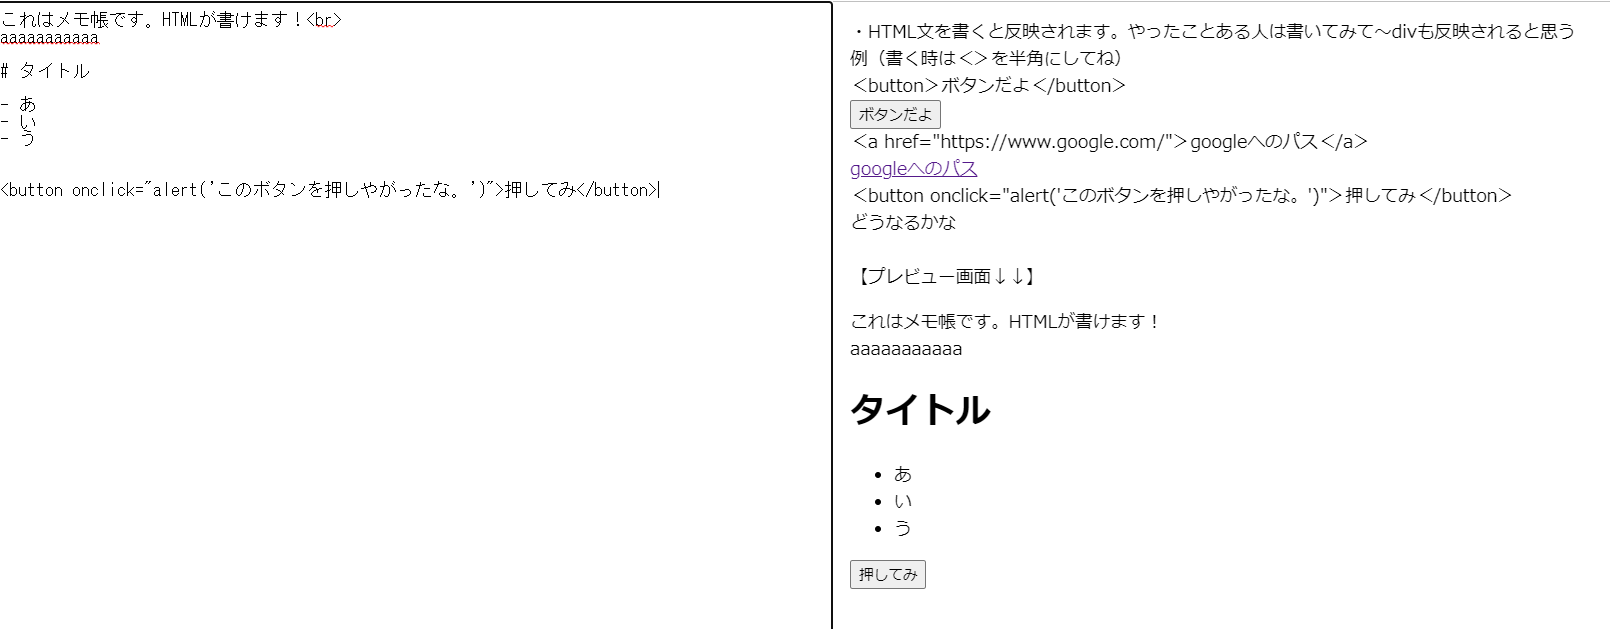 これはメモ帳です。HTMLが書けます！<br>
aaaaaaaaaaa
# タイトル
- あ
- い
- う
<button onclick="alert('このボタンを押しやがったな。')">押してみ</button>
・HTML文を書くと反映されます。やったことある人は書いてみて〜divも反映されると思う
例（書く時は＜＞を半角にしてね）
＜button＞ボタンだよ＜/button＞
ボタンだよ
＜a href="https://www.google.com/"＞googleへのパス＜/a＞
googleへのパス
＜button onclick="alert('このボタンを押しやがったな。')"＞押してみ＜/button＞
どうなるかな
【プレビュー画面↓↓】
これはメモ帳です。HTMLが書けます！
aaaaaaaaaaa
タイトル
• あ
• い
• う
押してみ